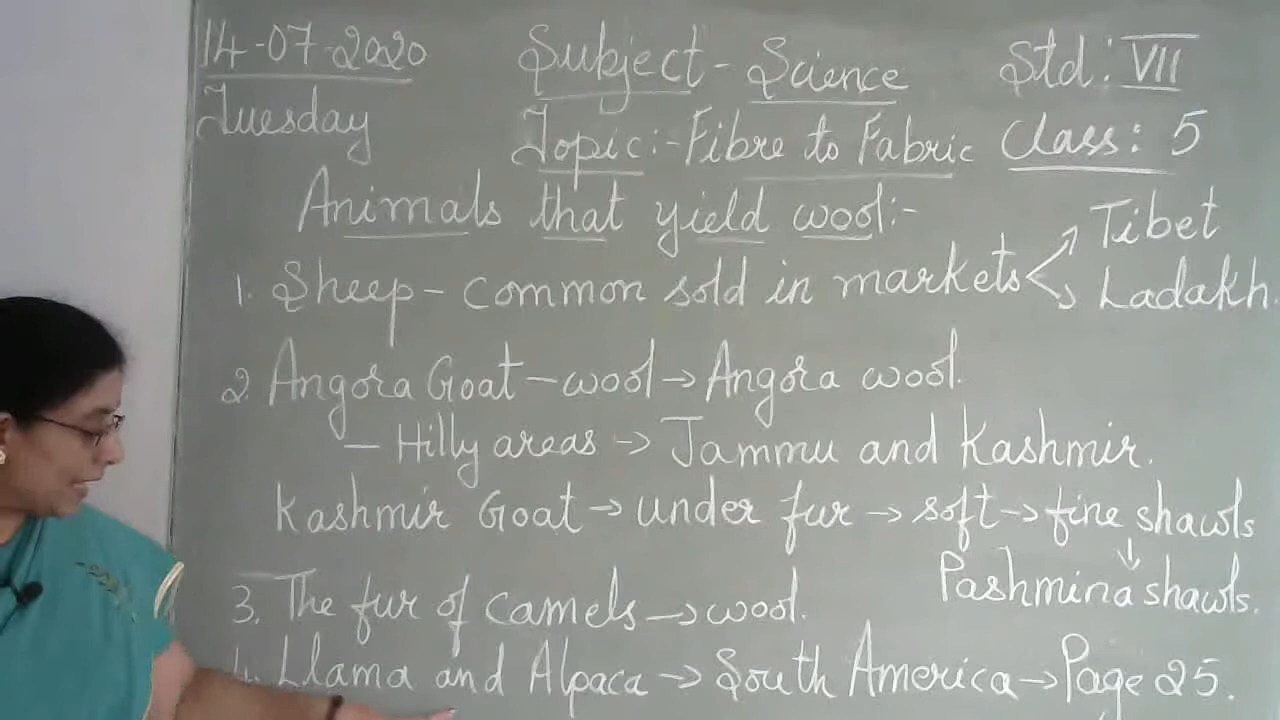 14-07-2020 Subject - Science Std: VII
Tuesday Topic:- Fibre to Fabric Class: 5
Animals that yield wool:-
1. Sheep - common sold in markets → Tibet
→ Ladakh.
2. Angora Goat - wool → Angora wool.
- Hilly areas → Jammu and Kashmir.
Kashmir Goat → under fur → soft → fine shawls
↓
Pashmina shawls.
3. The fur of camels → wool.
4. Llama and Alpaca → South America → Page 25.